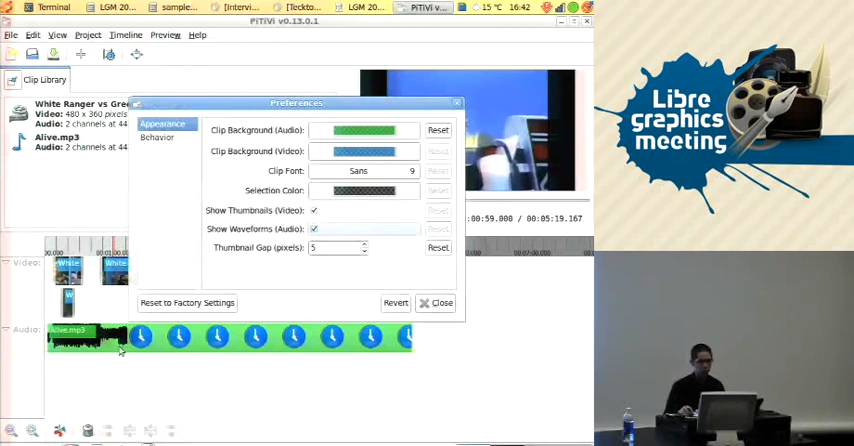 Terminal LGM 20... sample... [Intervi... [Teckto... LGM 20... PiTiVi v... 15 °C 16:42
PiTiVi v0.13.0.1
File Edit View Project Timeline Preview Help
Clip Library
White Ranger vs Gre
Video: 480 x 360 pixels
Audio: 2 channels at 44
Alive.mp3
Audio: 2 channels at 44
Preferences
Appearance
Behavior
Clip Background (Audio): Reset
Clip Background (Video): Reset
Clip Font: Sans 9 Reset
Selection Color: Reset
Show Thumbnails (Video): Reset
Show Waveforms (Audio): Reset
Thumbnail Gap (pixels): 5 Reset
Reset to Factory Settings Revert Close
:00:59.000 / 00:05:19.167
Video:
White White
W
Audio:
Alive.mp3
Libre
graphics
meeting